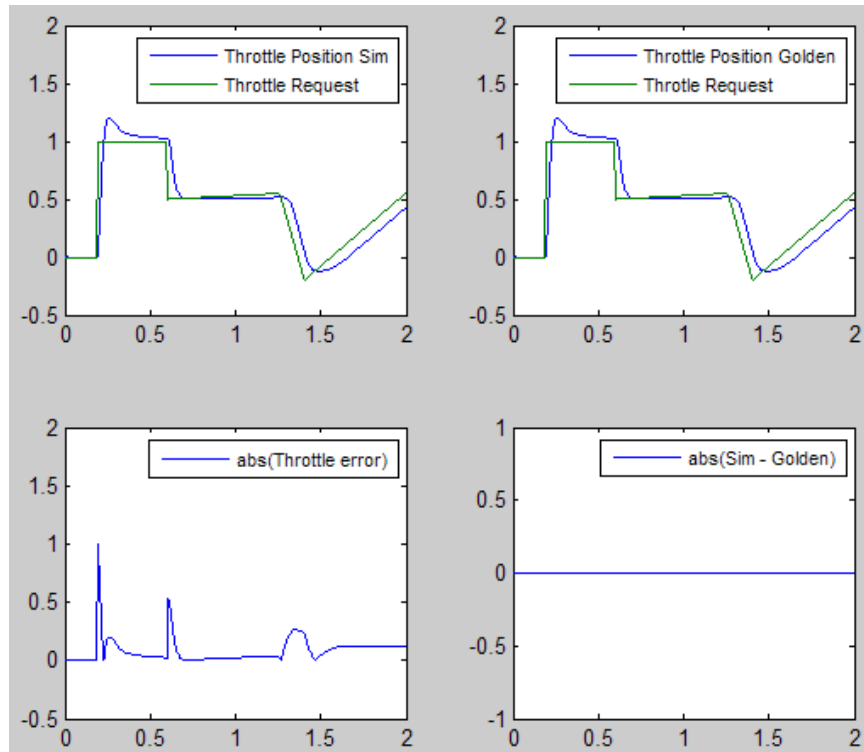 2
1.5
1
0.5
0
-0.5
0 0.5 1 1.5 2
Throttle Position Sim
Throttle Request
2
1.5
1
0.5
0
-0.5
0 0.5 1 1.5 2
Throttle Position Golden
Throtle Request
2
1.5
1
0.5
0
-0.5
0 0.5 1 1.5 2
abs(Throttle error)
1
0.5
0
-0.5
-1
0 0.5 1 1.5 2
abs(Sim - Golden)